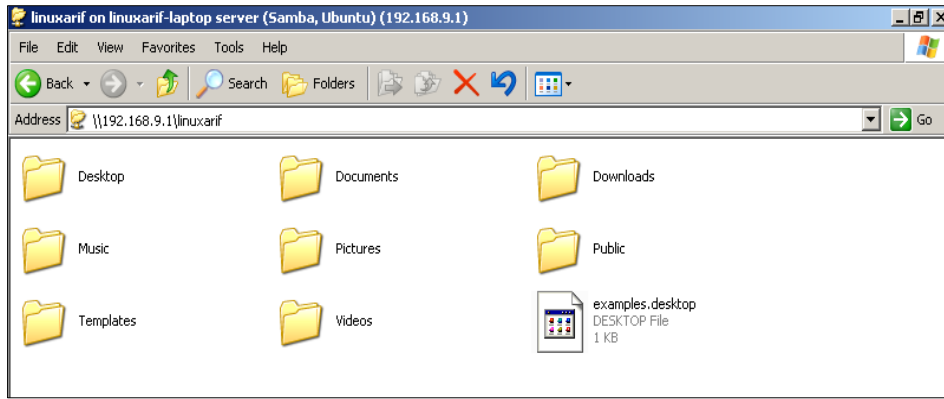 linuxarif on linuxarif-laptop server (Samba, Ubuntu) (192.168.9.1)
File Edit View Favorites Tools Help
Back Search Folders
Address \\192.168.9.1\linuxarif Go
Desktop Documents Downloads
Music Pictures Public
Templates Videos examples.desktop
DESKTOP File
1 KB